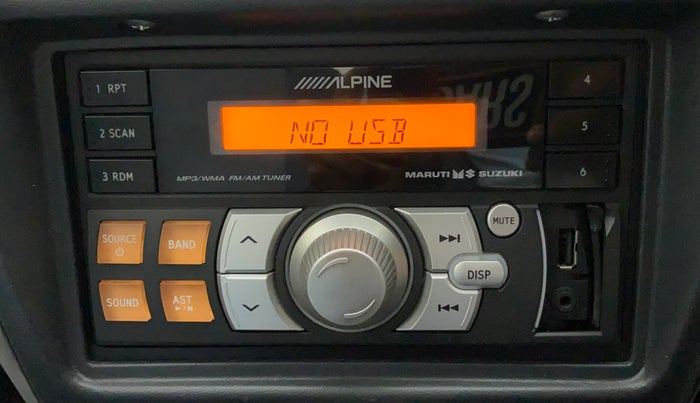 /////ALPINE
1 RPT
NO USB
4
2 SCAN
5
3 RDM
MP3/WMA FM/AM TUNER
MARUTI SUZUKI
6
SOURCE
BAND
MUTE
DISP
SOUND
AST